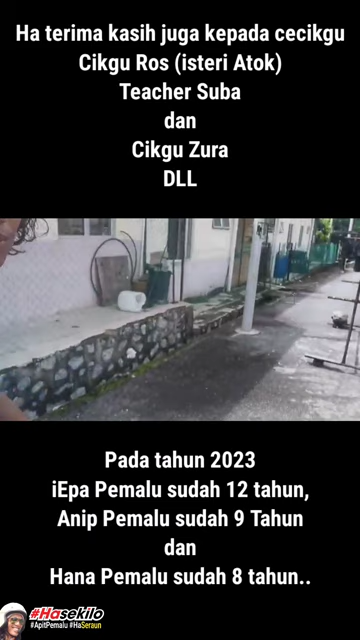 Ha terima kasih juga kepada cecikgu
Cikgu Ros (isteri Atok)
Teacher Suba
dan
Cikgu Zura
DLL
Pada tahun 2023
iEpa Pemalu sudah 12 tahun,
Anip Pemalu sudah 9 Tahun
dan
Hana Pemalu sudah 8 tahun..
#Hasekilo
#ApitPemalu #HaSeraun